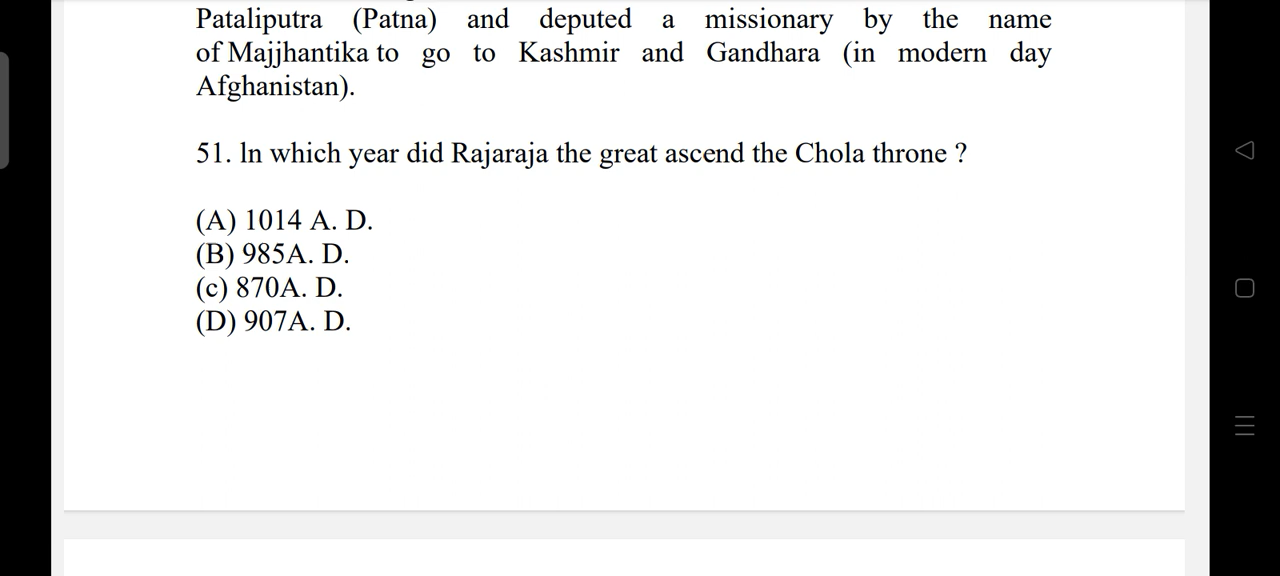 Pataliputra (Patna) and deputed a missionary by the name
of Majjhantika to go to Kashmir and Gandhara (in modern day
Afghanistan).
51. ln which year did Rajaraja the great ascend the Chola throne ?
(A) 1014 A. D.
(B) 985A. D.
(c) 870A. D.
(D) 907A. D.